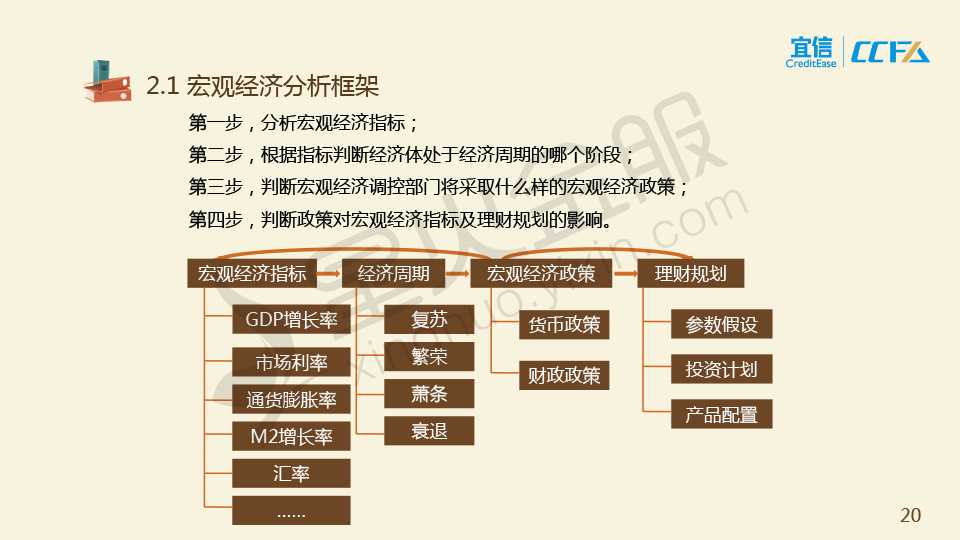 宜信
CreditEase
CCFA
2.1 宏观经济分析框架
第一步，分析宏观经济指标；
第二步，根据指标判断经济体处于经济周期的哪个阶段；
第三步，判断宏观经济调控部门将采取什么样的宏观经济政策；
第四步，判断政策对宏观经济指标及理财规划的影响。
宏观经济指标
经济周期
宏观经济政策
理财规划
GDP增长率
市场利率
通货膨胀率
M2增长率
汇率
……
复苏
繁荣
萧条
衰退
货币政策
财政政策
参数假设
投资计划
产品配置
星火金服
xinghuo.yixin.com
20